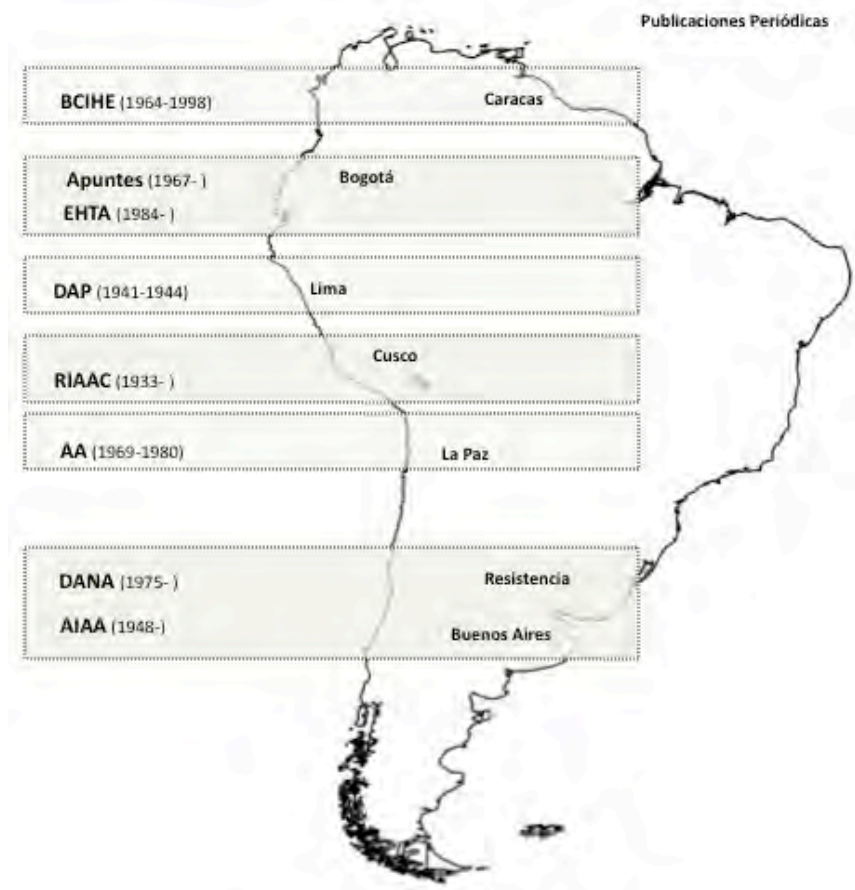 Publicaciones Periódicas
BCIHE (1964-1998)
Caracas
Apuntes (1967- )
Bogotá
EHTA (1984- )
DAP (1941-1944)
Lima
Cusco
RIAAC (1933- )
AA (1969-1980)
La Paz
DANA (1975- )
Resistencia
AIAA (1948-)
Buenos Aires